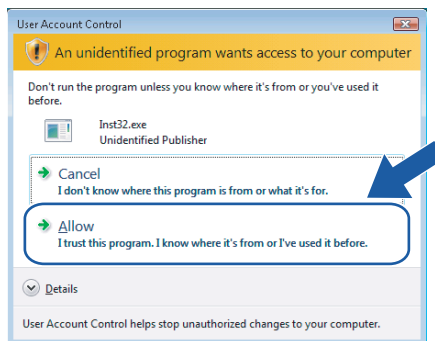 User Account Control
An unidentified program wants access to your computer
Don't run the program unless you know where it's from or you've used it
before.
Inst32.exe
Unidentified Publisher
Cancel
I don't know where this program is from or what it's for.
Allow
I trust this program. I know where it's from or I've used it before.
Details
User Account Control helps stop unauthorized changes to your computer.